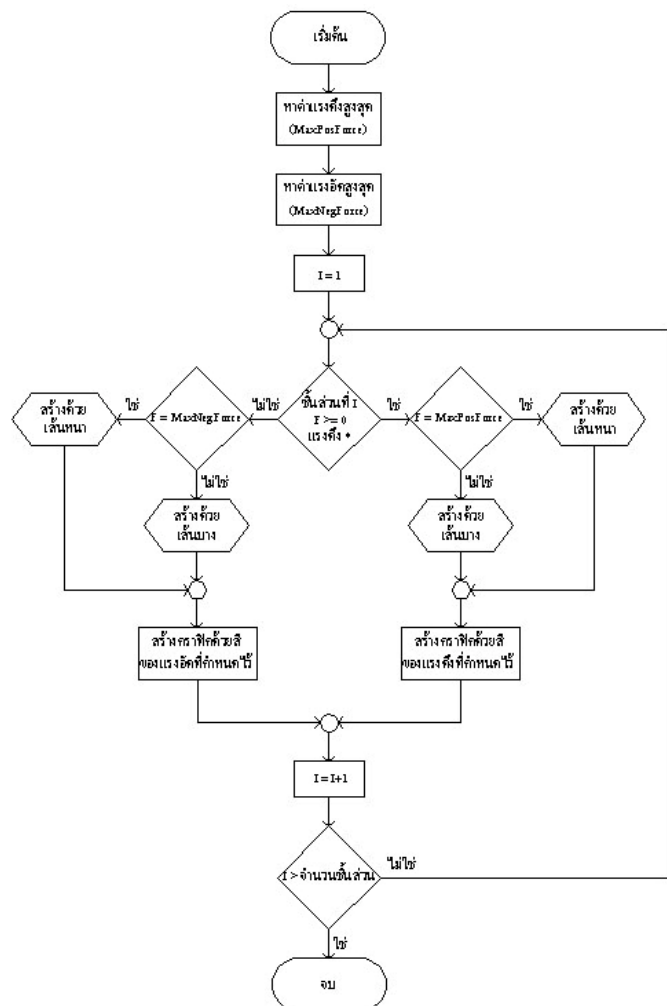 เริ่มต้น
หาค่าแรงดึงสูงสุด
(MaxPosForce)
หาค่าแรงอัดสูงสุด
(MaxNegForce)
I = 1
ชิ้นส่วนที่ I
F >= 0
แรงดึง +
ไม่ใช่
ใช่
F = MaxNegForce
ใช่
สร้างด้วย
เส้นหนา
ไม่ใช่
สร้างด้วย
เส้นบาง
F = MaxPosForce
ใช่
สร้างด้วย
เส้นหนา
ไม่ใช่
สร้างด้วย
เส้นบาง
สร้างกราฟิคด้วยสี
ของแรงอัดที่กำหนดไว้
สร้างกราฟิคด้วยสี
ของแรงดึงที่กำหนดไว้
I = I+1
I > จำนวนชิ้นส่วน
ไม่ใช่
ใช่
จบ